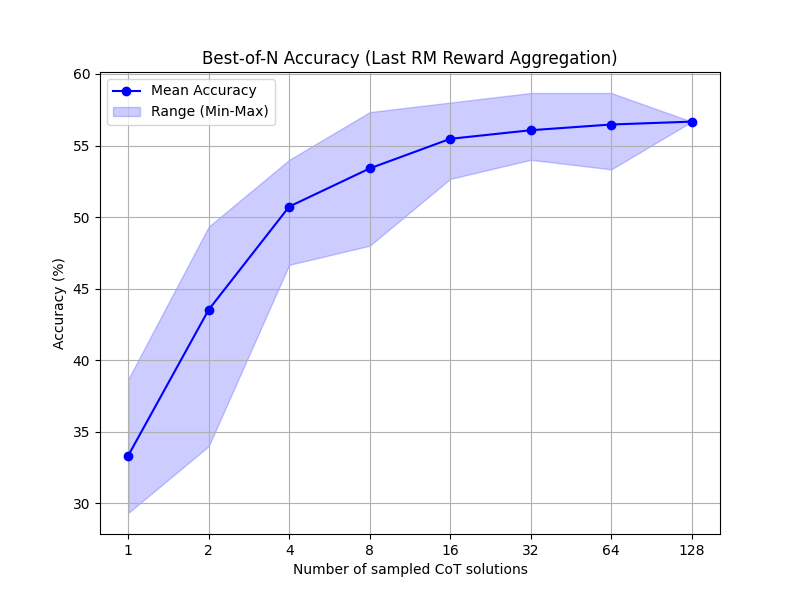 Best-of-N Accuracy (Last RM Reward Aggregation)
Mean Accuracy
Range (Min-Max)
Accuracy (%)
60
55
50
45
40
35
30
1 2 4 8 16 32 64 128
Number of sampled CoT solutions